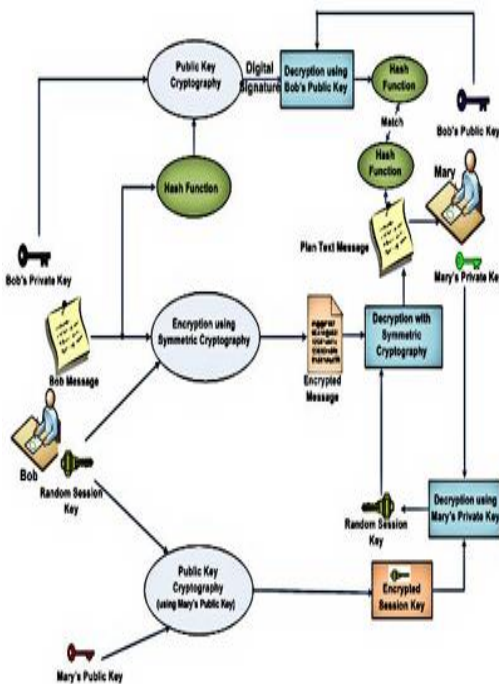 Public Key
Cryptography
Digital
Signature
Decryption using
Bob's Public Key
Hash
Function
Match
Hash
Function
Bob's Public Key
Mary
Hash Function
Plan Text Message
Bob's Private Key
Mary's Private Key
Encryption using
Symmetric Cryptography
Decryption with
Symmetric
Cryptography
Encrypted
Message
Bob Message
Bob
Random Session
Key
Random Session
Key
Decryption using
Mary's Private Key
Public Key
Cryptography
(using Mary's Public Key)
Encrypted
Session Key
Mary's Public Key